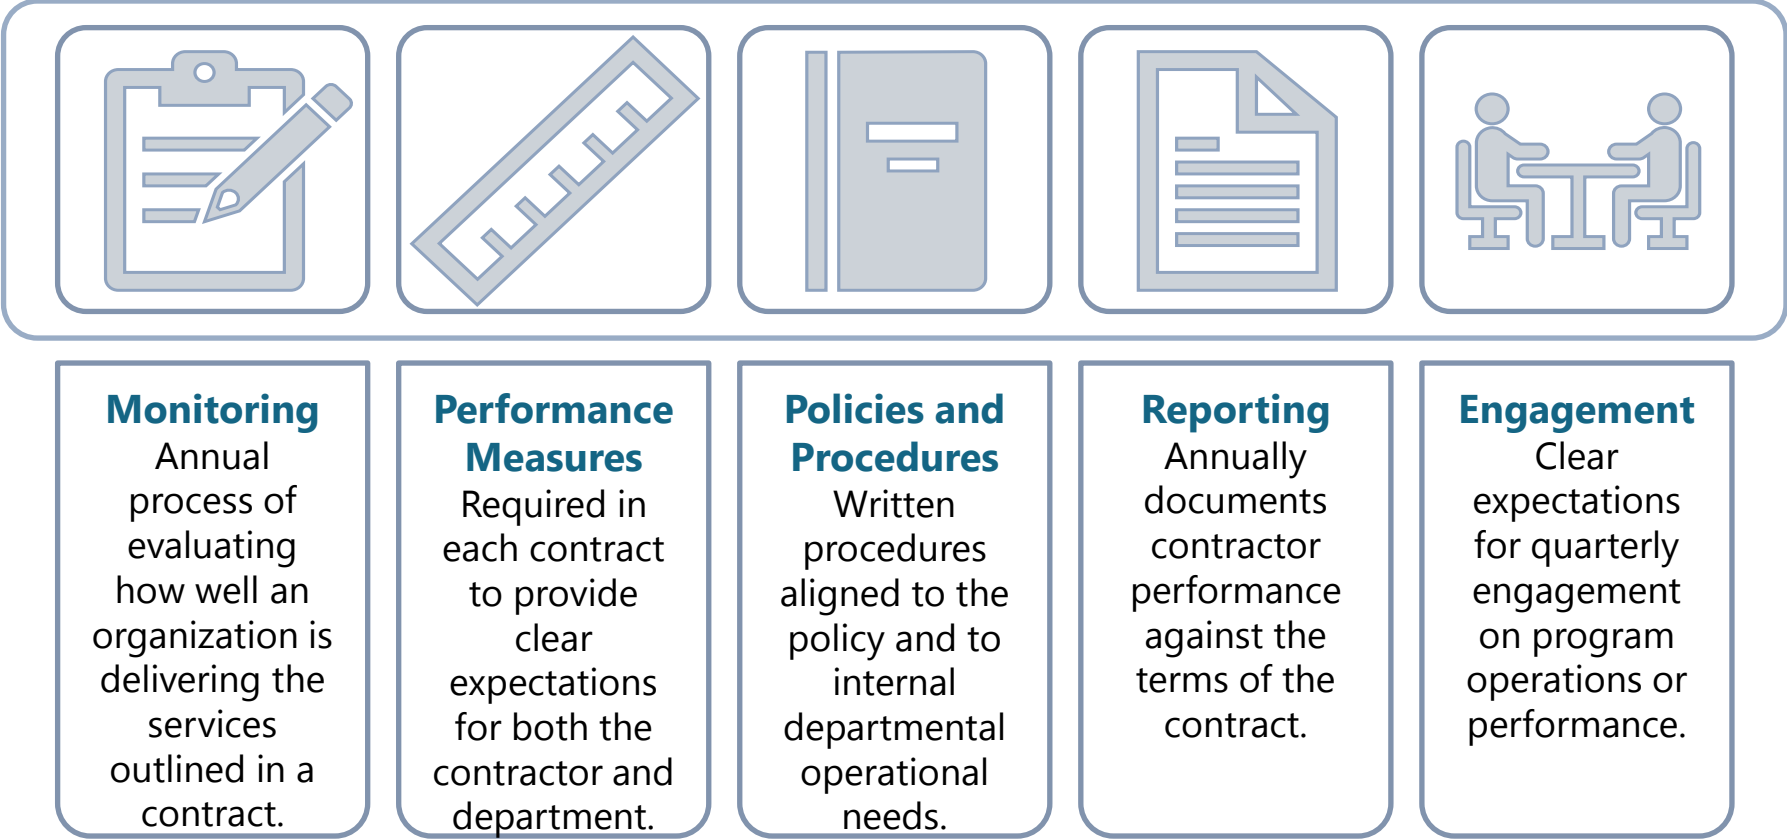 Monitoring
Annual
process of
evaluating
how well an
organization is
delivering the
services
outlined in a
contract.
Performance
Measures
Required in
each contract
to provide
clear
expectations
for both the
contractor and
department.
Policies and
Procedures
Written
procedures
aligned to the
policy and to
internal
departmental
operational
needs.
Reporting
Annually
documents
contractor
performance
against the
terms of the
contract.
Engagement
Clear
expectations
for quarterly
engagement
on program
operations or
performance.